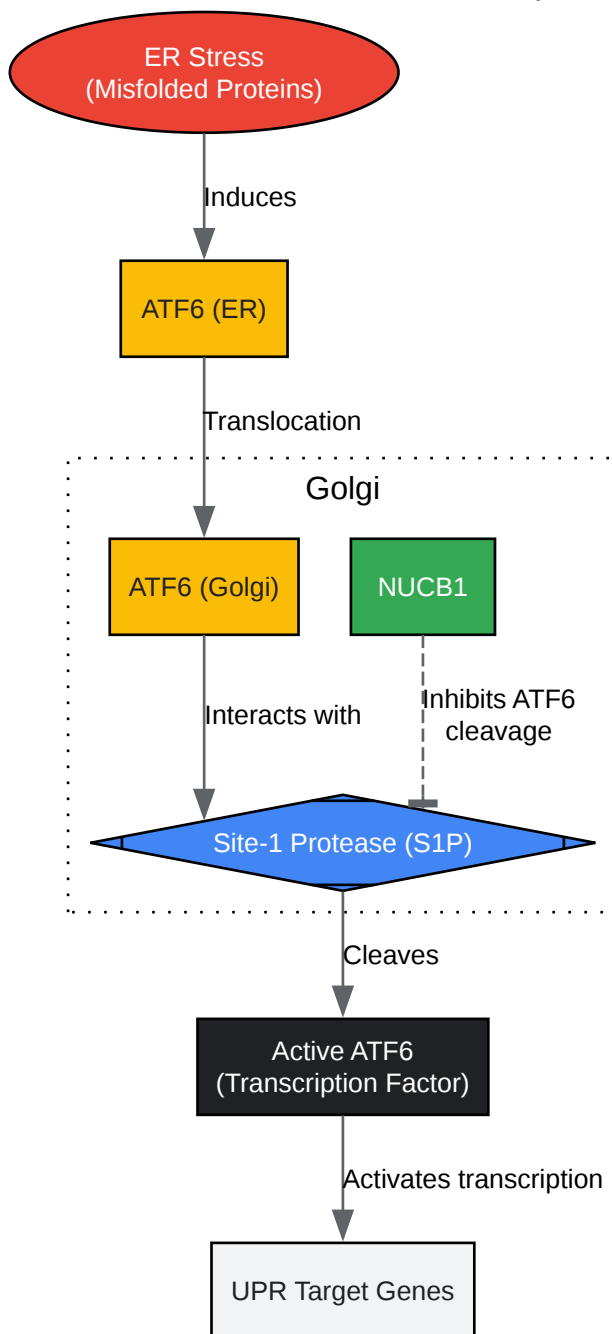 ER Stress
(Misfolded Proteins)
Induces
ATF6 (ER)
Translocation
Golgi
ATF6 (Golgi)
NUCB1
Interacts with
Inhibits ATF6
cleavage
Site-1 Protease (S1P)
Cleaves
Active ATF6
(Transcription Factor)
Activates transcription
UPR Target Genes